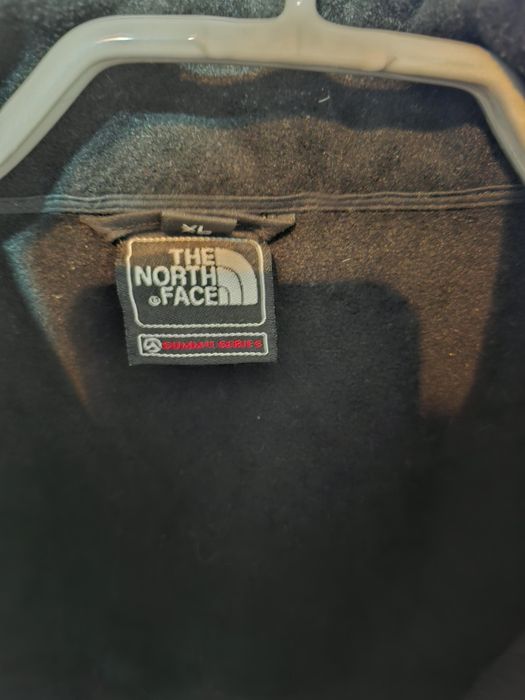 XL
THE
NORTH
FACE®
SUMMIT SERIES